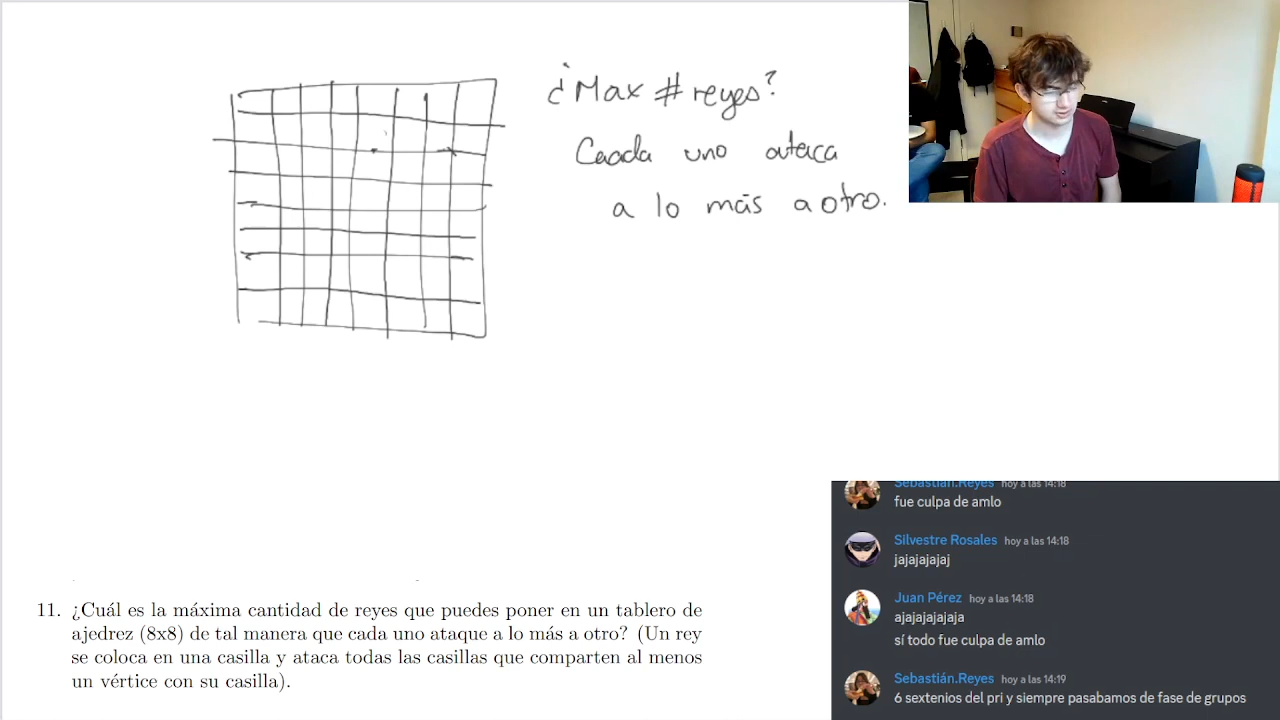 ¿Max # reyes?
Caada uno ataca
a lo más a otro.
Sebastián.Reyes hoy a las 14:18
fue culpa de amlo
Silvestre Rosales hoy a las 14:18
jajajajajaj
Juan Pérez hoy a las 14:18
ajajajajajaja
sí todo fue culpa de amlo
Sebastián.Reyes hoy a las 14:19
6 sextenios del pri y siempre pasabamos de fase de grupos
11. ¿Cuál es la máxima cantidad de reyes que puedes poner en un tablero de
ajedrez (8x8) de tal manera que cada uno ataque a lo más a otro? (Un rey
se coloca en una casilla y ataca todas las casillas que comparten al menos
un vértice con su casilla).